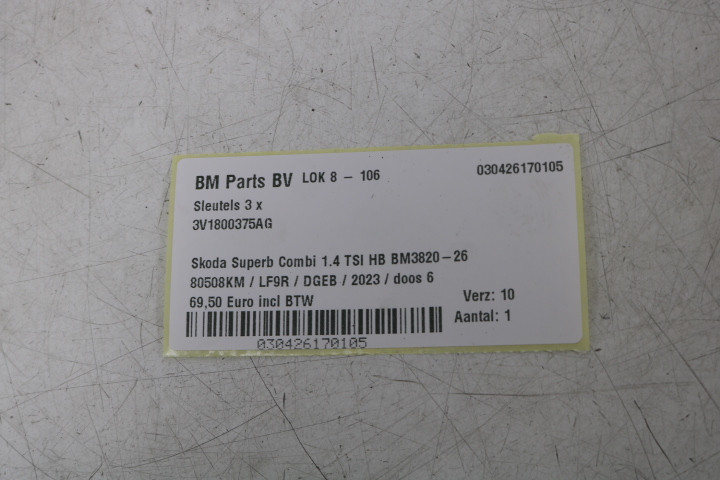 BM Parts BV LOK 8 – 106 030426170105
Sleutels 3 x
3V1800375AG
Skoda Superb Combi 1.4 TSI HB BM3820–26
80508KM / LF9R / DGEB / 2023 / doos 6
69,50 Euro incl BTW Verz: 10
Aantal: 1
030426170105